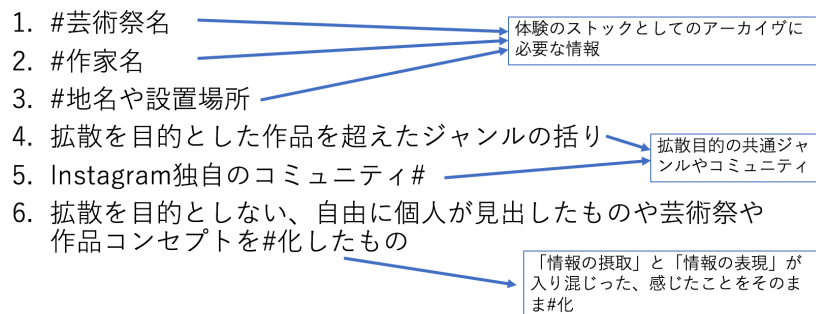 1. #芸術祭名
2. #作家名
3. #地名や設置場所
4. 拡散を目的とした作品を超えたジャンルの括り
5. Instagram独自のコミュニティ#
6. 拡散を目的としない、自由に個人が見出したものや芸術祭や
作品コンセプトを#化したもの
体験のストックとしてのアーカイヴに
必要な情報
拡散目的の共通ジャ
ンルやコミュニティ
「情報の摂取」と「情報の表現」が
入り混じった、感じたことをそのま
ま#化